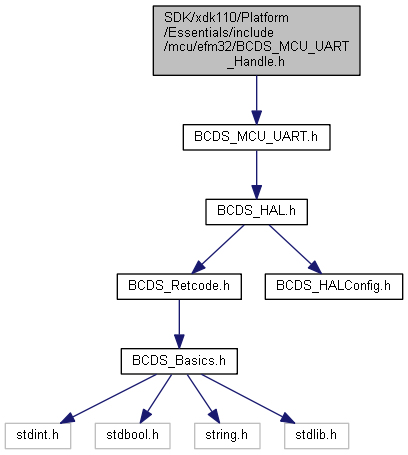 SDK/xdk110/Platform
/Essentials/include
/mcu/efm32/BCDS_MCU_UART
_Handle.h
BCDS_MCU_UART.h
BCDS_HAL.h
BCDS_Retcode.h
BCDS_HALConfig.h
BCDS_Basics.h
stdint.h
stdbool.h
string.h
stdlib.h